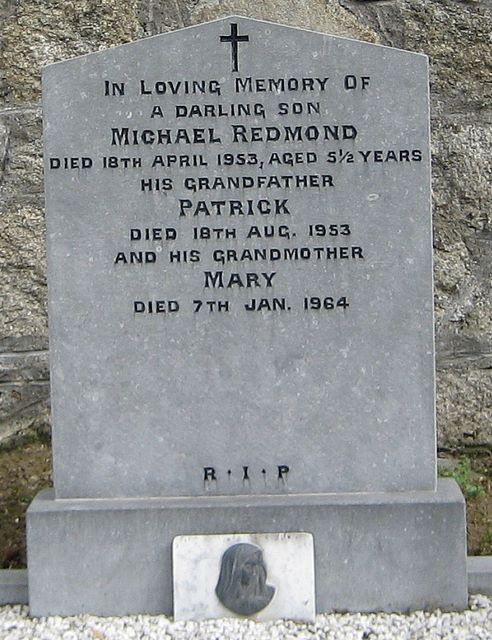 In Loving Memory Of
A DARLING SON
MICHAEL REDMOND
DIED 18TH APRIL 1953, AGED 5½ YEARS
HIS GRANDFATHER
PATRICK
DIED 18TH AUG. 1953
AND HIS GRANDMOTHER
MARY
DIED 7TH JAN. 1964
R · I · P